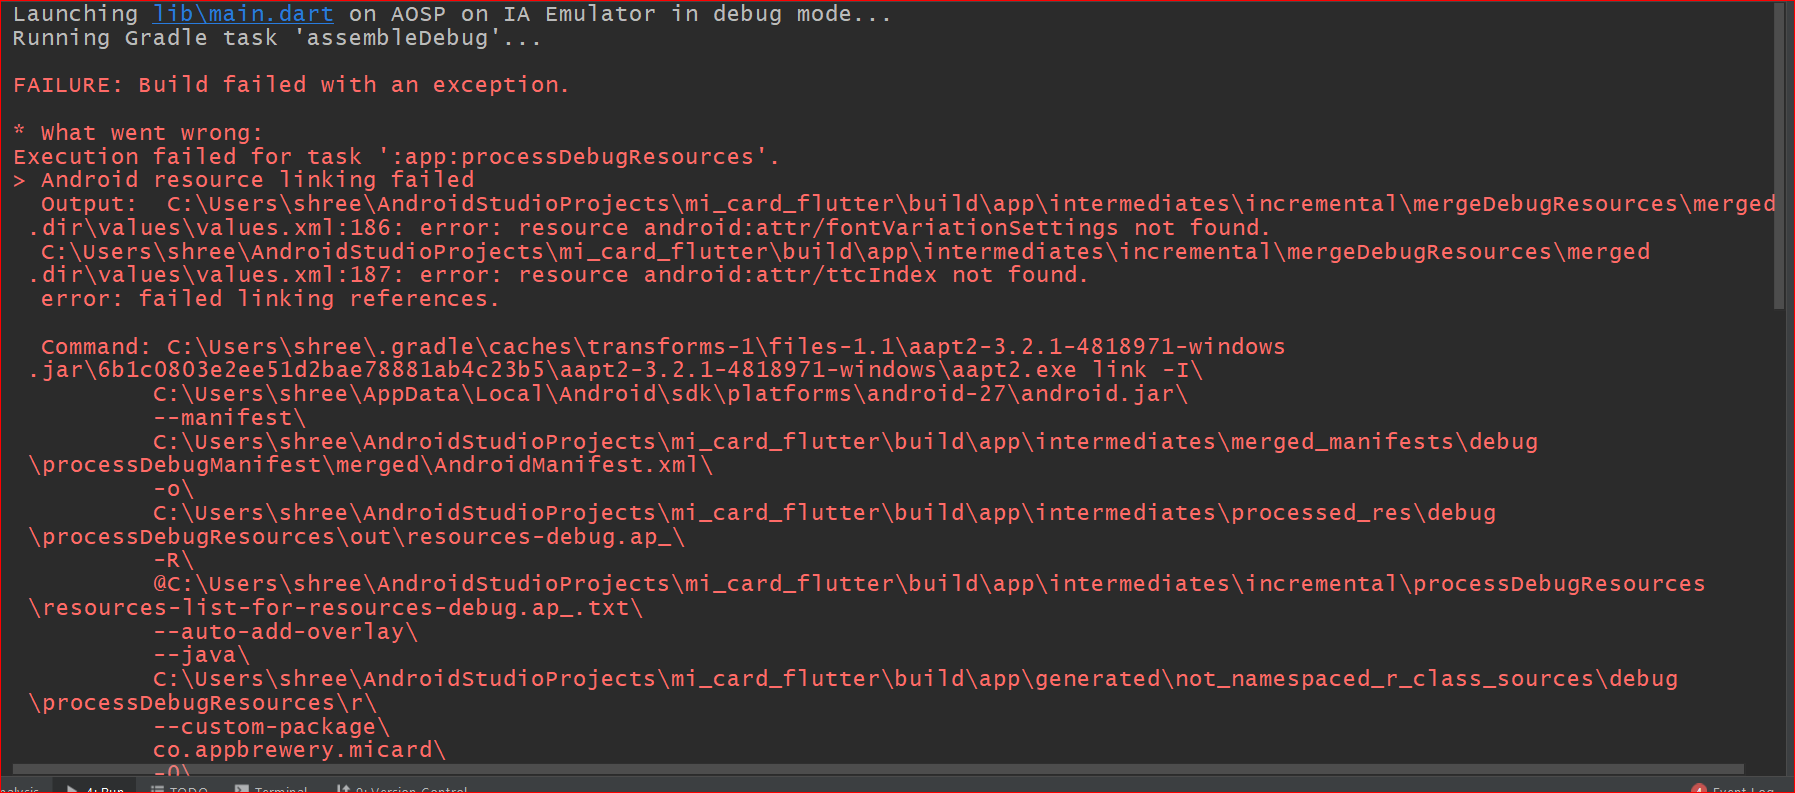 Launching lib\main.dart on AOSP on IA Emulator in debug mode...
Running Gradle task 'assembleDebug'...
FAILURE: Build failed with an exception.
* What went wrong:
Execution failed for task ':app:processDebugResources'.
> Android resource linking failed
Output:  C:\Users\shree\AndroidStudioProjects\mi_card_flutter\build\app\intermediates\incremental\mergeDebugResources\merged
.dir\values\values.xml:186: error: resource android:attr/fontVariationSettings not found.
C:\Users\shree\AndroidStudioProjects\mi_card_flutter\build\app\intermediates\incremental\mergeDebugResources\merged
.dir\values\values.xml:187: error: resource android:attr/ttcIndex not found.
error: failed linking references.
Command: C:\Users\shree\.gradle\caches\transforms-1\files-1.1\aapt2-3.2.1-4818971-windows
.jar\6b1c0803e2ee51d2bae78881ab4c23b5\aapt2-3.2.1-4818971-windows\aapt2.exe link -I\
C:\Users\shree\AppData\Local\Android\sdk\platforms\android-27\android.jar\
--manifest\
C:\Users\shree\AndroidStudioProjects\mi_card_flutter\build\app\intermediates\merged_manifests\debug
\processDebugManifest\merged\AndroidManifest.xml\
-o\
C:\Users\shree\AndroidStudioProjects\mi_card_flutter\build\app\intermediates\processed_res\debug
\processDebugResources\out\resources-debug.ap_\
-R\
@C:\Users\shree\AndroidStudioProjects\mi_card_flutter\build\app\intermediates\incremental\processDebugResources
\resources-list-for-resources-debug.ap_.txt\
--auto-add-overlay\
--java\
C:\Users\shree\AndroidStudioProjects\mi_card_flutter\build\app\generated\not_namespaced_r_class_sources\debug
\processDebugResources\r\
--custom-package\
co.appbrewery.micard\
4: Run TODO Terminal 9: Version Control Event Log